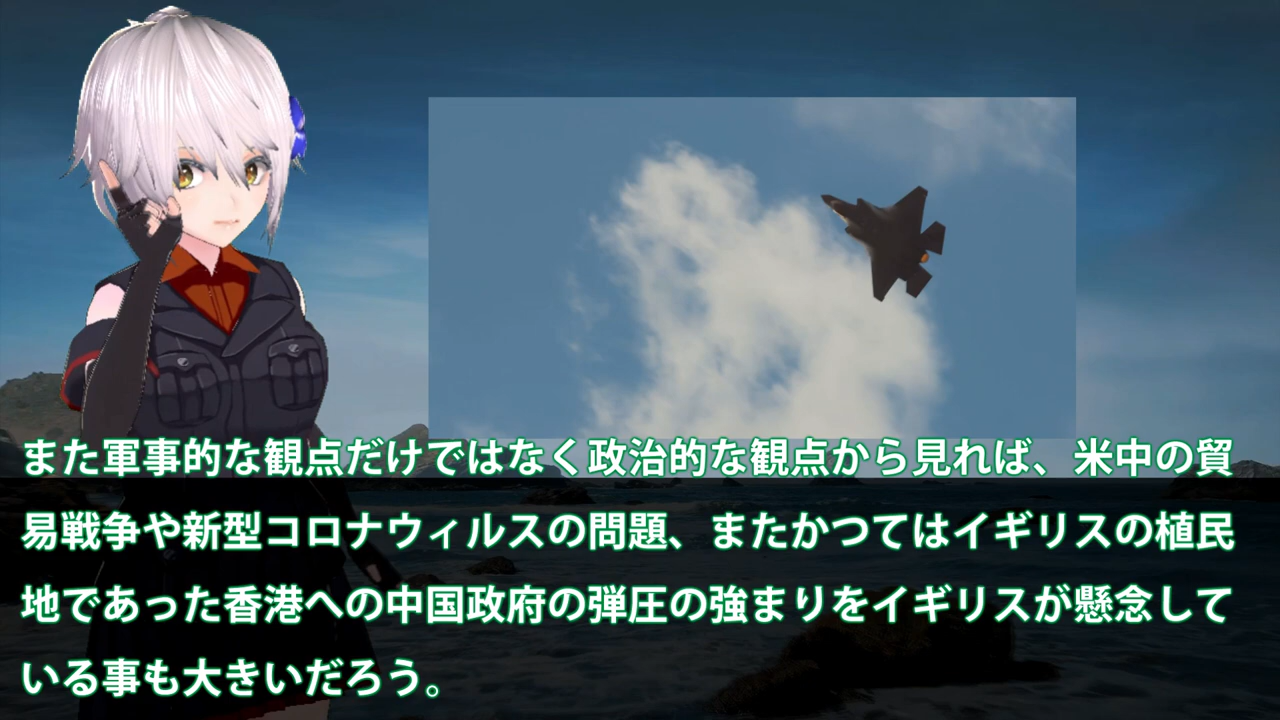 また軍事的な観点だけではなく政治的な観点から見れば、米中の貿
易戦争や新型コロナウィルスの問題、またかつてはイギリスの植民
地であった香港への中国政府の弾圧の強まりをイギリスが懸念して
いる事も大きいだろう。